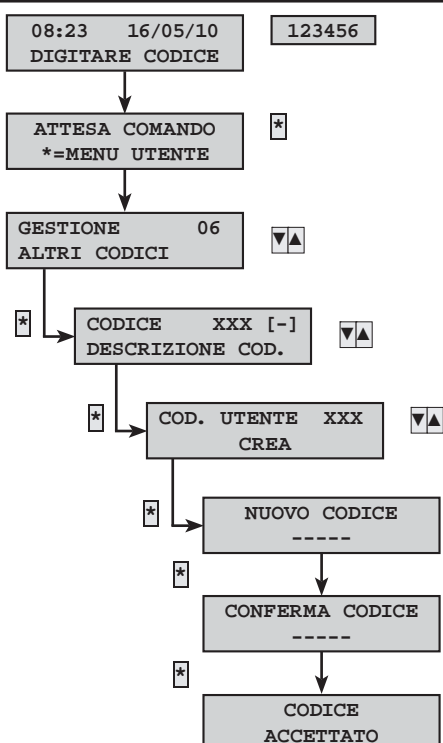 08:23 16/05/10
DIGITARE CODICE
123456
ATTESA COMANDO
*=MENU UTENTE
*
GESTIONE 06
ALTRI CODICI
▼▲
*
CODICE XXX [-]
DESCRIZIONE COD.
▼▲
*
COD. UTENTE XXX
CREA
▼▲
*
NUOVO CODICE
-----
*
CONFERMA CODICE
-----
*
CODICE
ACCETTATO